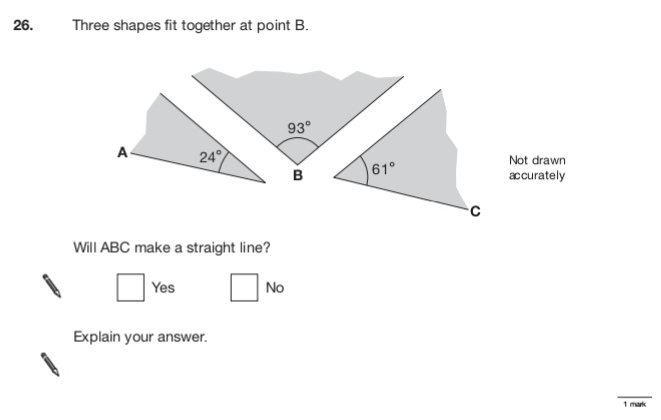 26. Three shapes fit together at point B.
93°
A
24°
B
61°
Not drawn
accurately
C
Will ABC make a straight line?
Yes No
Explain your answer.
1 mark